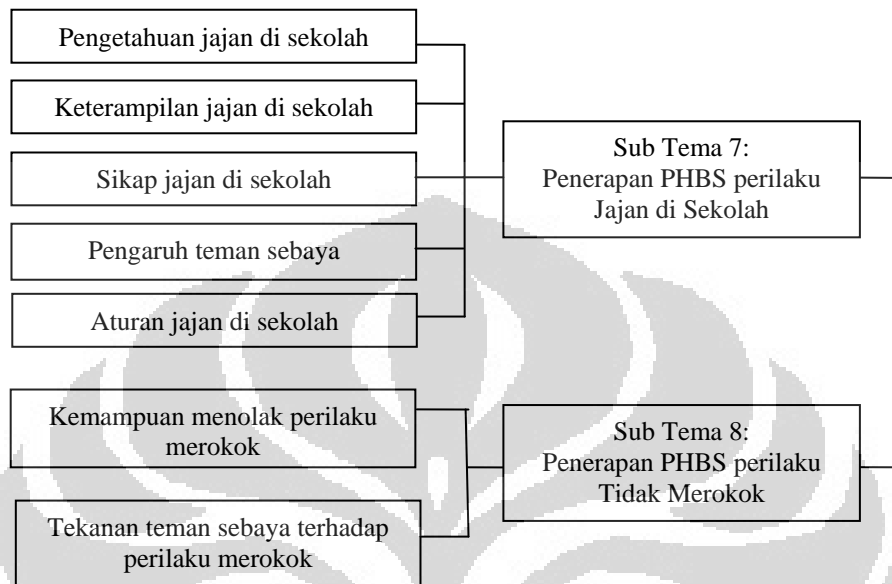 Pengetahuan jajan di sekolah
Keterampilan jajan di sekolah
Sikap jajan di sekolah
Pengaruh teman sebaya
Aturan jajan di sekolah
Sub Tema 7:
Penerapan PHBS perilaku
Jajan di Sekolah
Kemampuan menolak perilaku
merokok
Tekanan teman sebaya terhadap
perilaku merokok
Sub Tema 8:
Penerapan PHBS perilaku
Tidak Merokok